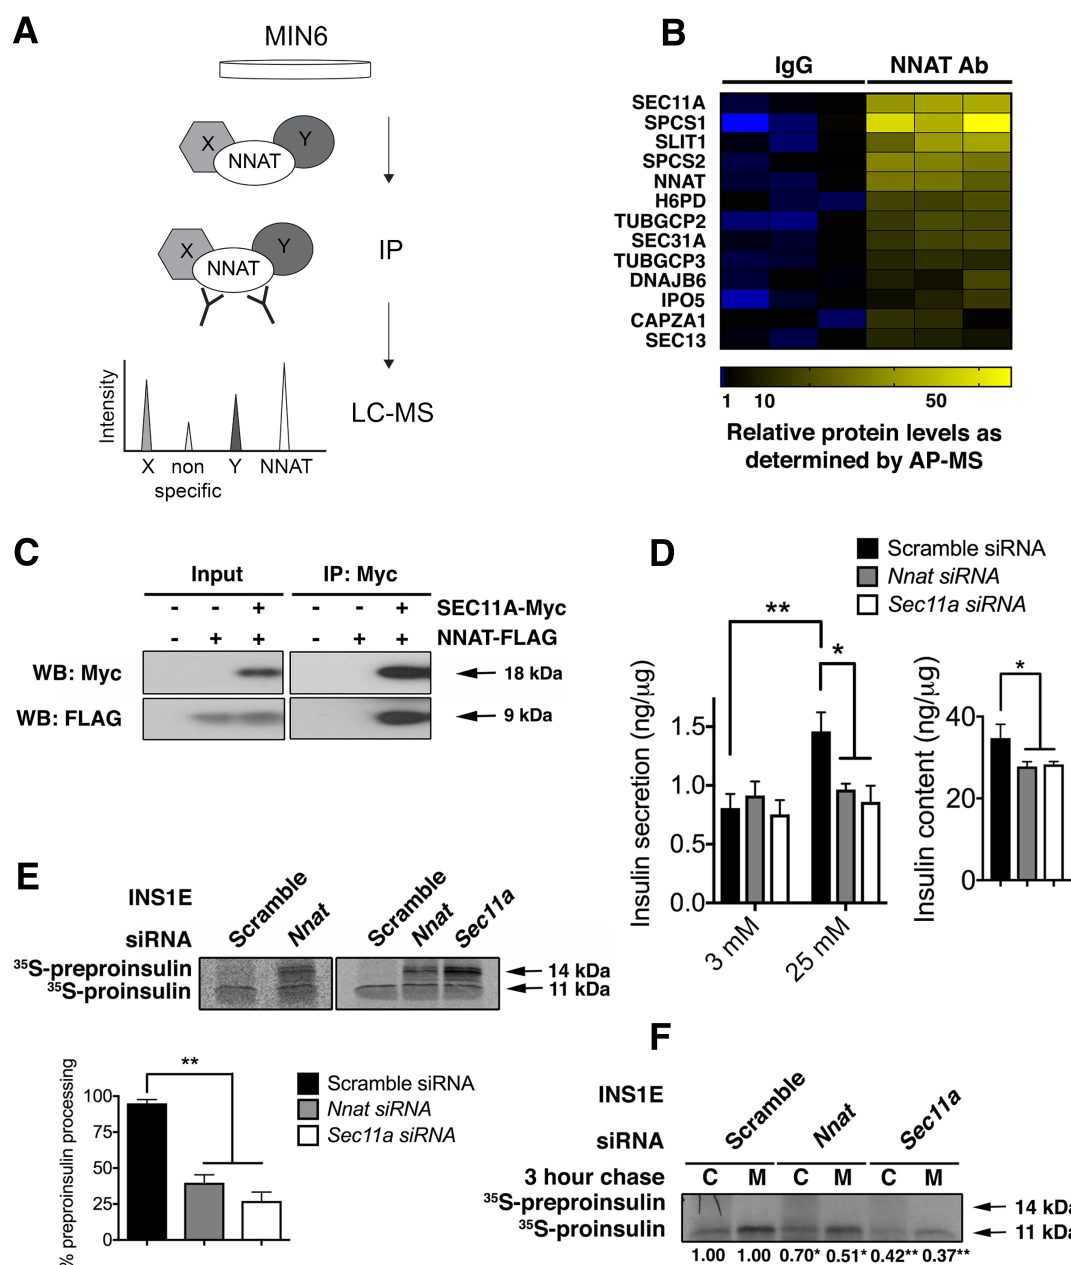 A
MIN6
X
Y
NNAT
X
Y
NNAT
IP
LC-MS
Intensity
X non Y NNAT
specific
B
IgG NNAT Ab
SEC11A
SPCS1
SLIT1
SPCS2
NNAT
H6PD
TUBGCP2
SEC31A
TUBGCP3
DNAJB6
IPO5
CAPZA1
SEC13
1 10 50
Relative protein levels as
determined by AP-MS
C
Input IP: Myc
- - + - - + SEC11A-Myc
- + + - + + NNAT-FLAG
WB: Myc 18 kDa
WB: FLAG 9 kDa
D
Scramble siRNA
Nnat siRNA
Sec11a siRNA
Insulin secretion (ng/µg)
**
*
1.5
1.0
0.5
0.0
3 mM
25 mM
Insulin content (ng/µg)
*
40
20
0
E
INS1E
siRNA
Scramble
Nnat
Scramble
Nnat
Sec11a
³⁵S-preproinsulin 14 kDa
³⁵S-proinsulin 11 kDa
% preproinsulin processing
**
100
75
50
25
0
Scramble siRNA
Nnat siRNA
Sec11a siRNA
F
INS1E
siRNA
Scramble
Nnat
Sec11a
3 hour chase C M C M C M
³⁵S-preproinsulin 14 kDa
³⁵S-proinsulin 11 kDa
1.00 1.00 0.70* 0.51* 0.42** 0.37**